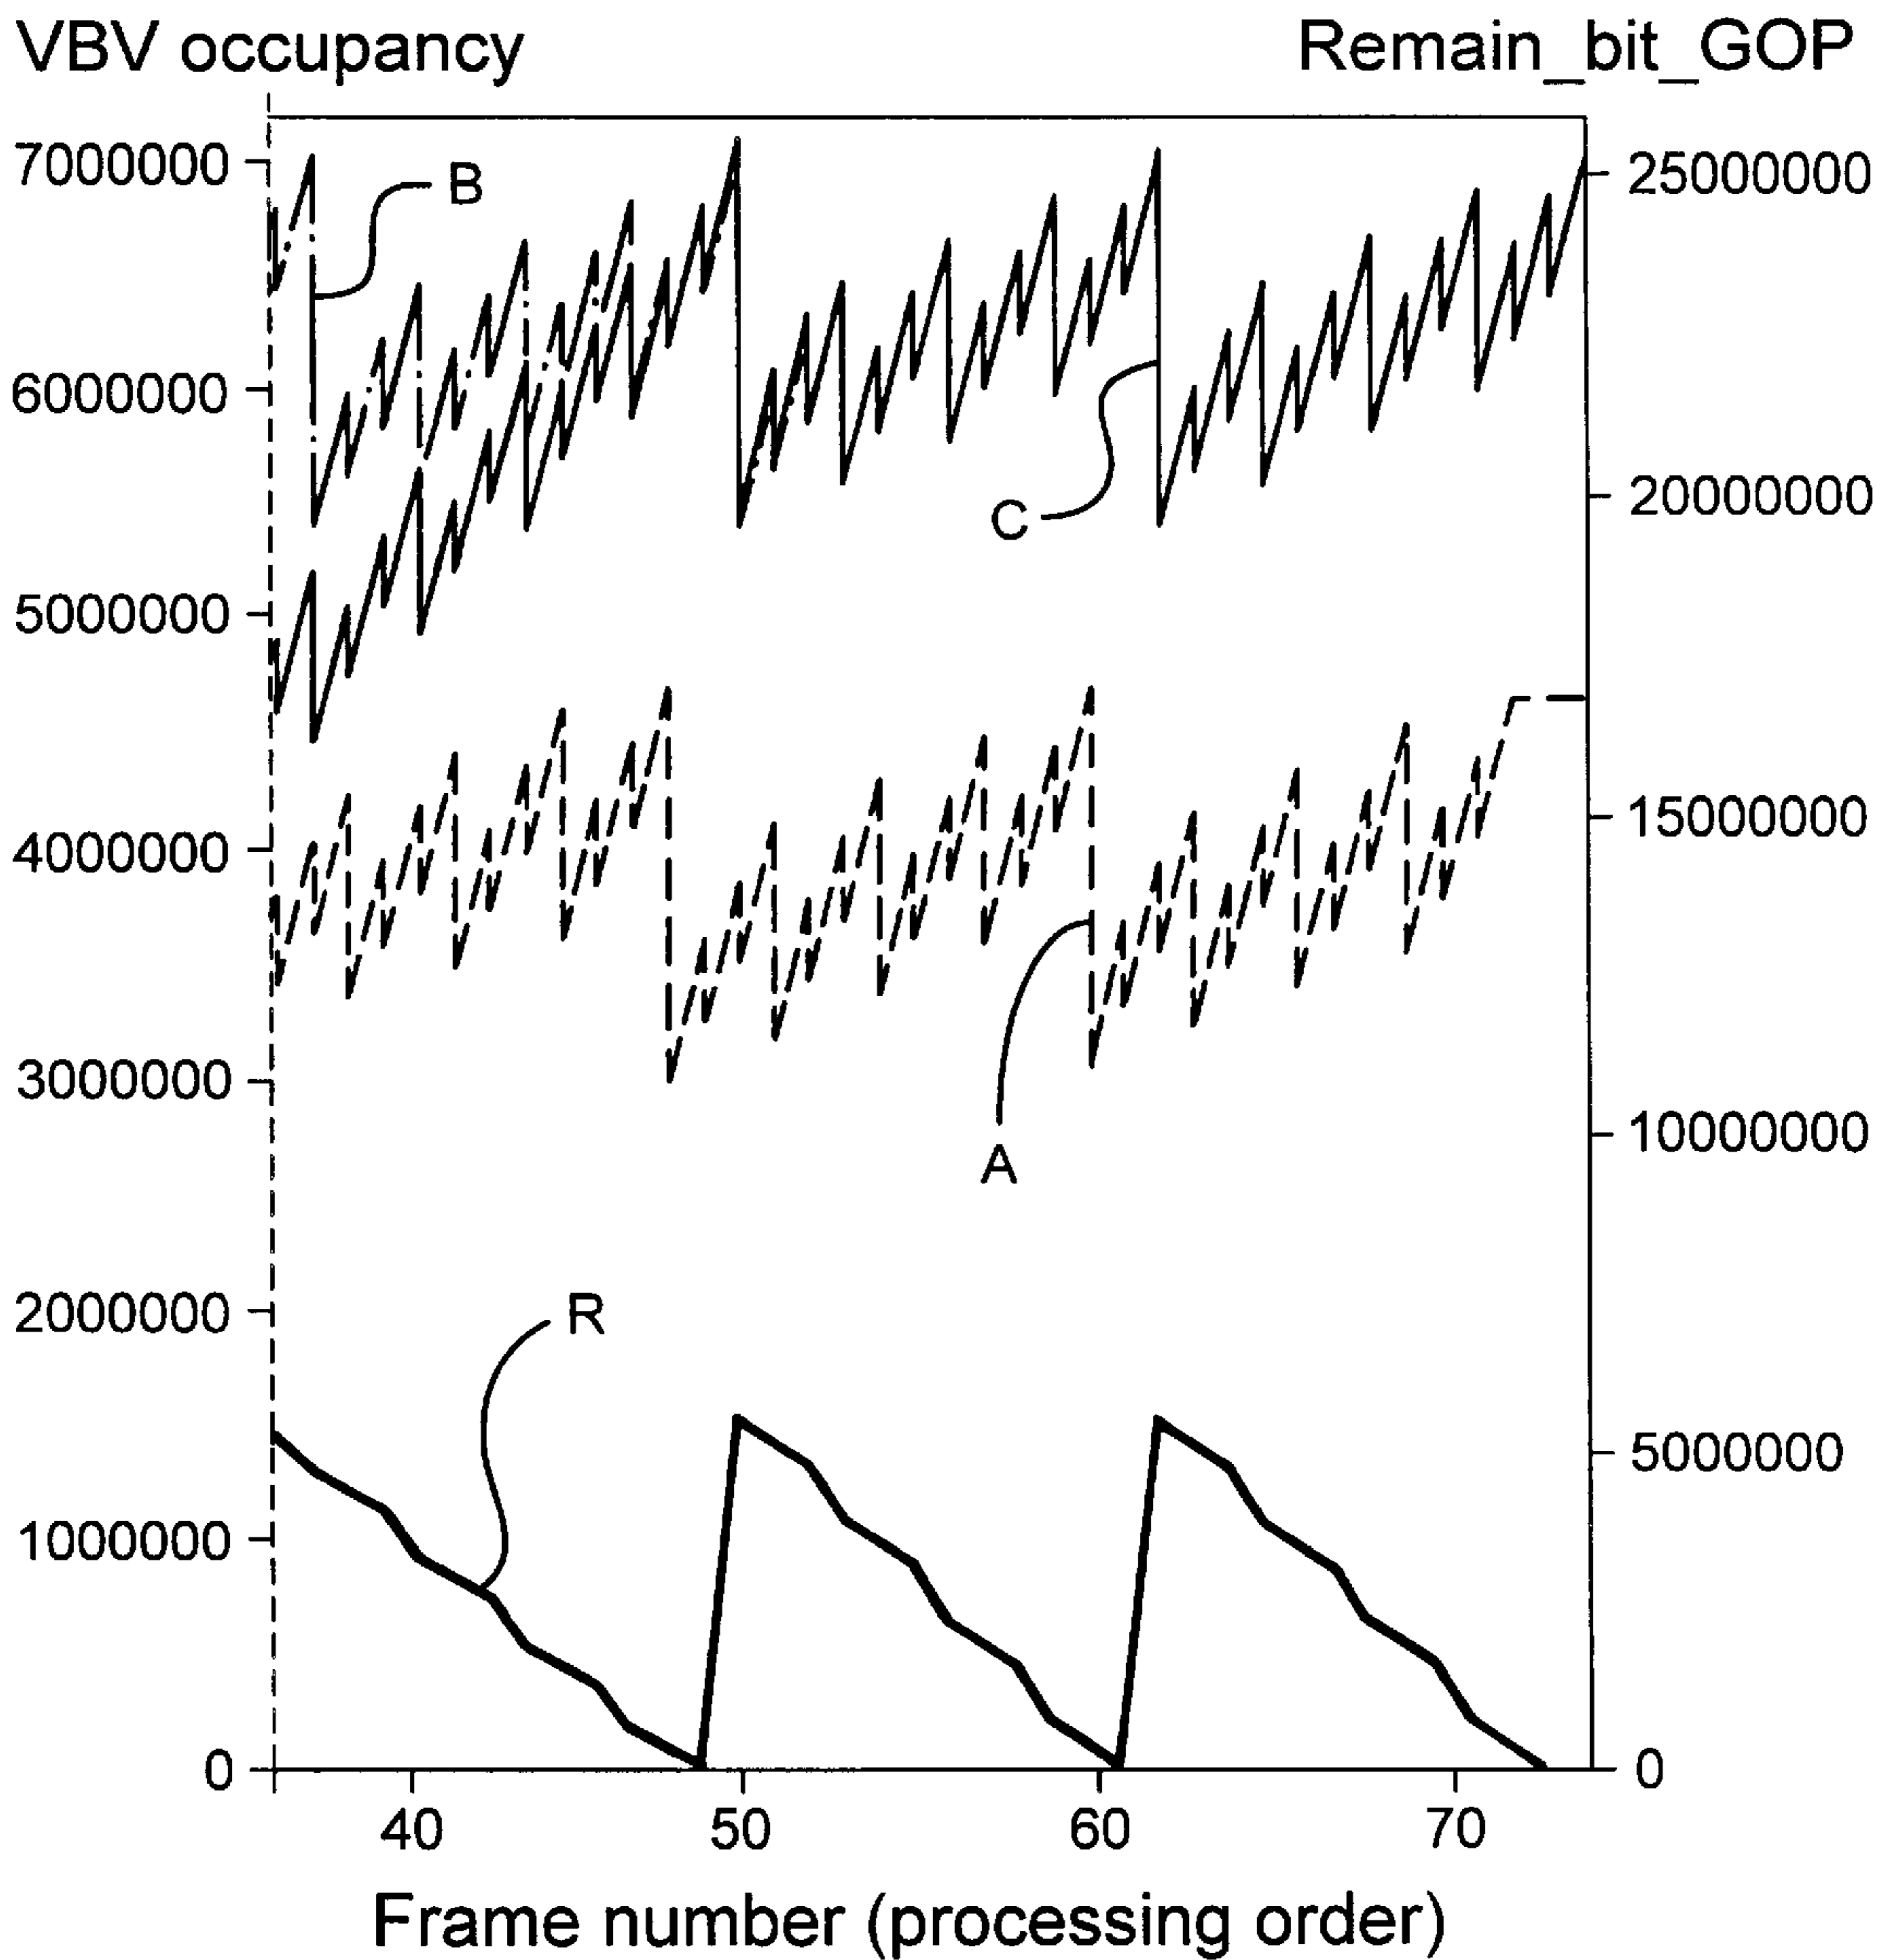 VBV occupancy
Remain_bit_GOP
7000000
6000000
5000000
4000000
3000000
2000000
1000000
0
25000000
20000000
15000000
10000000
5000000
0
B
C
A
R
40 50 60 70
Frame number (processing order)